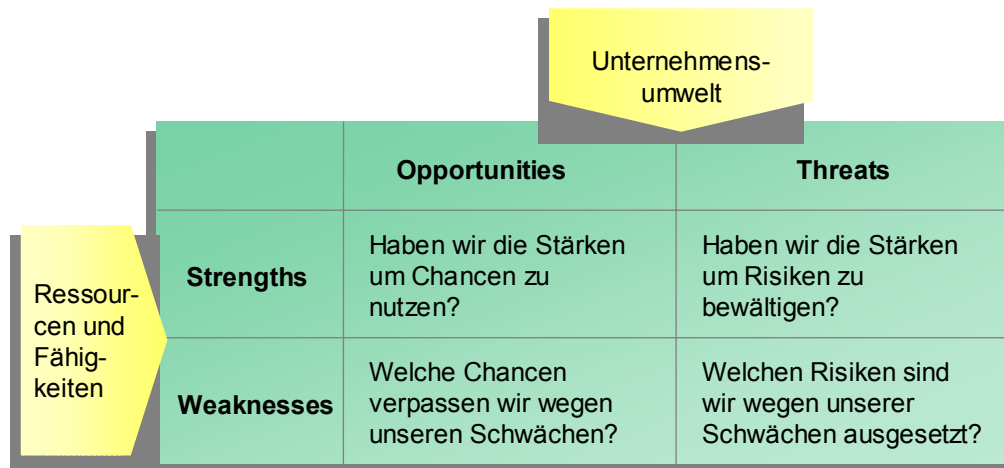 Unternehmens-
umwelt
Opportunities
Threats
Ressour-
cen und
Fähig-
keiten
Strengths
Haben wir die Stärken
um Chancen zu
nutzen?
Haben wir die Stärken
um Risiken zu
bewältigen?
Weaknesses
Welche Chancen
verpassen wir wegen
unseren Schwächen?
Welchen Risiken sind
wir wegen unserer
Schwächen ausgesetzt?